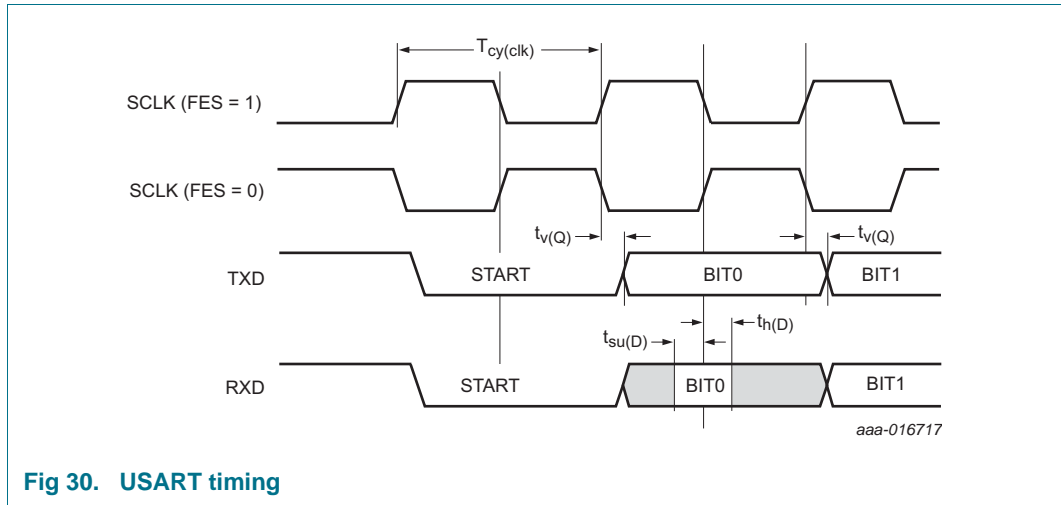 Tcy(clk)
SCLK (FES = 1)
SCLK (FES = 0)
tv(Q) tv(Q)
TXD START BIT0 BIT1
tsu(D) th(D)
RXD START BIT0 BIT1
aaa-016717
Fig 30. USART timing